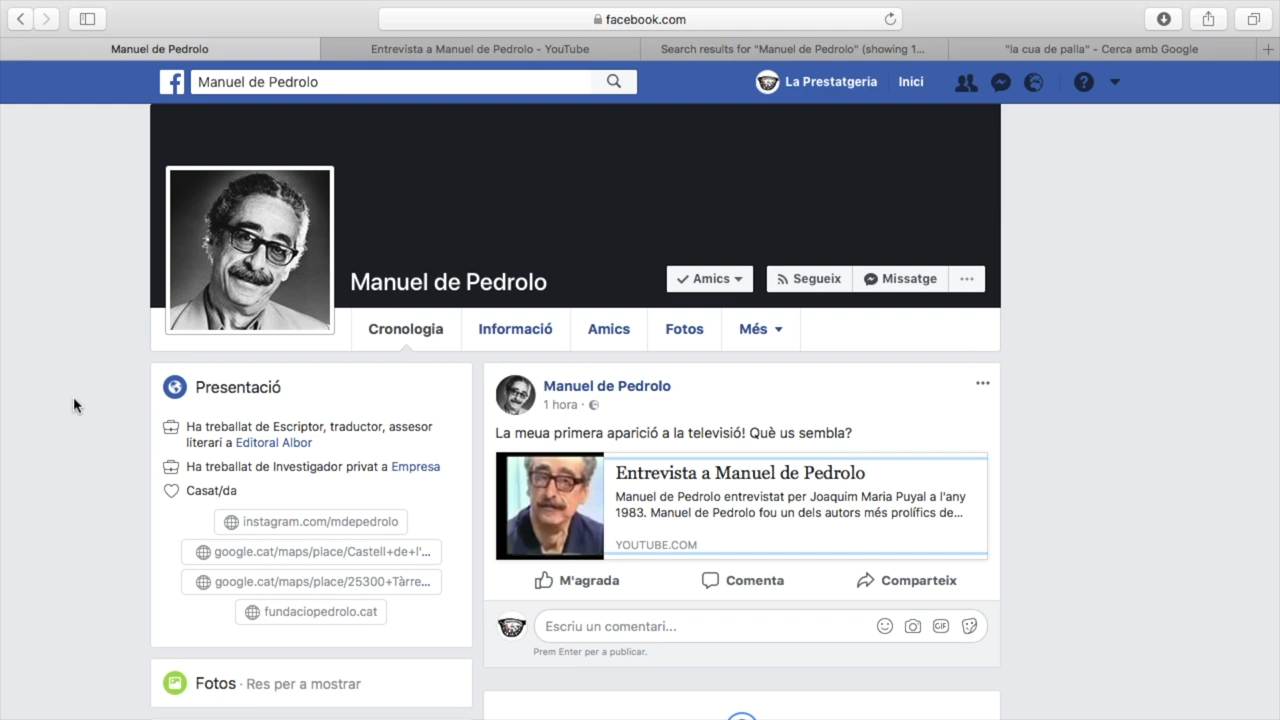 facebook.com
Manuel de Pedrolo
Entrevista a Manuel de Pedrolo - YouTube
Search results for "Manuel de Pedrolo" (showing 1...
"la cua de palla" - Cerca amb Google
Manuel de Pedrolo
La Prestatgeria
Inici
Manuel de Pedrolo
Amics
Segueix
Missatge
Cronologia
Informació
Amics
Fotos
Més
Presentació
Ha treballat de Escriptor, traductor, assesor
literari a Editoral Albor
Ha treballat de Investigador privat a Empresa
Casat/da
instagram.com/mdepedrolo
google.cat/maps/place/Castell+de+l'...
google.cat/maps/place/25300+Tàrre...
fundaciopedrolo.cat
Fotos · Res per a mostrar
Manuel de Pedrolo
1 hora ·
La meua primera aparició a la televisió! Què us sembla?
Entrevista a Manuel de Pedrolo
Manuel de Pedrolo entrevistat per Joaquim Maria Puyal a l'any
1983. Manuel de Pedrolo fou un dels autors més prolífics de...
YOUTUBE.COM
M'agrada
Comenta
Comparteix
Escriu un comentari...
GIF
Prem Enter per a publicar.